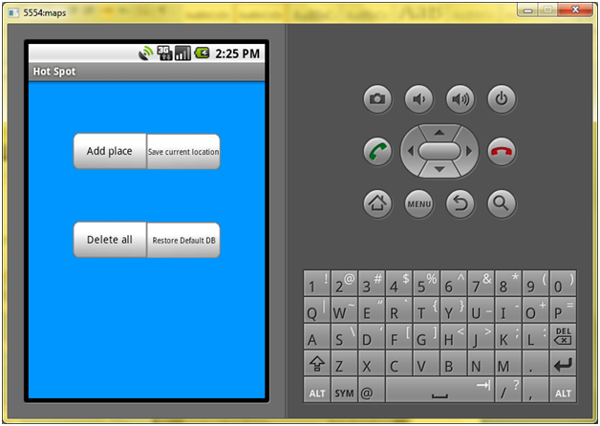 5554:maps
3G
2:25 PM
Hot Spot
Add place
Save current location
Delete all
Restore Default DB
MENU
1 ! 2 @ 3 # 4 $ 5 % 6 ^ 7 & 8 * 9 ( 0 )
Q | W ~ E " R ` T { Y } U _ I - O + P =
A S \ D ' F [ G ] H < J > K ; L : DEL
Z X C V B N M .
ALT SYM @ / ? , ALT